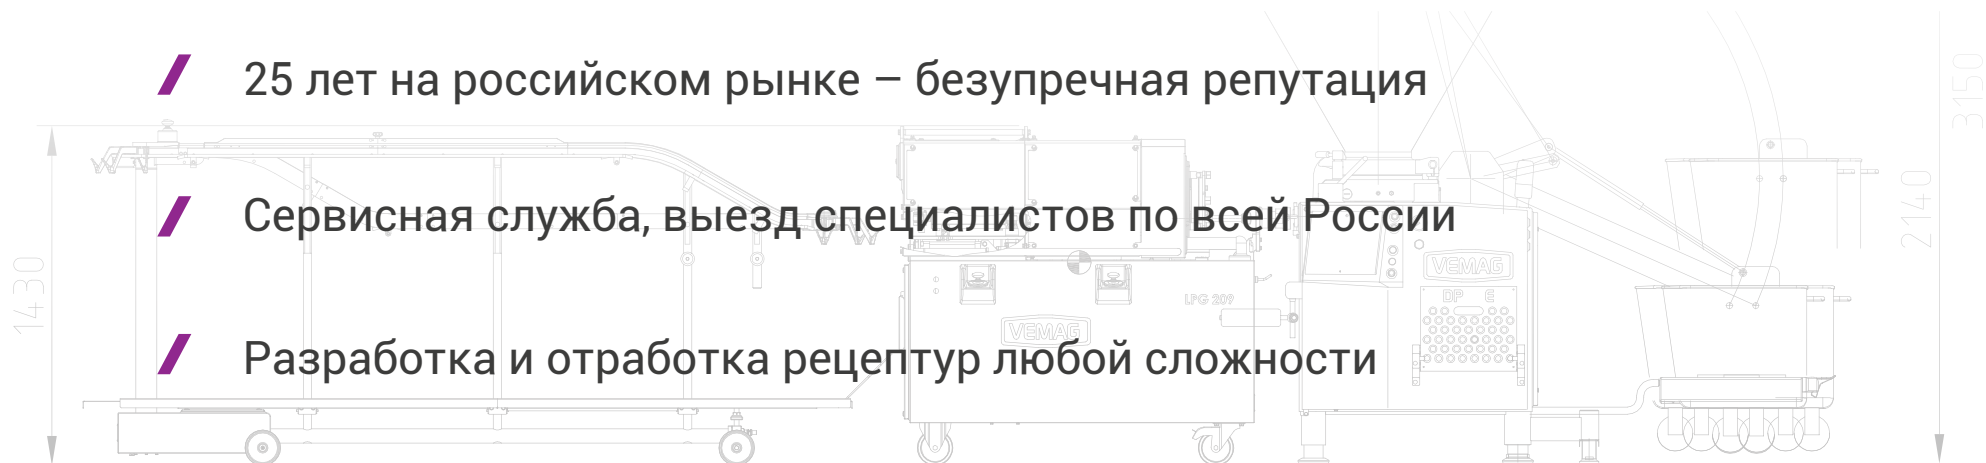 25 лет на российском рынке – безупречная репутация
3150
2140
Сервисная служба, выезд специалистов по всей России
1430
VEMAG
DP E
LPG 209
VEMAG
Разработка и отработка рецептур любой сложности